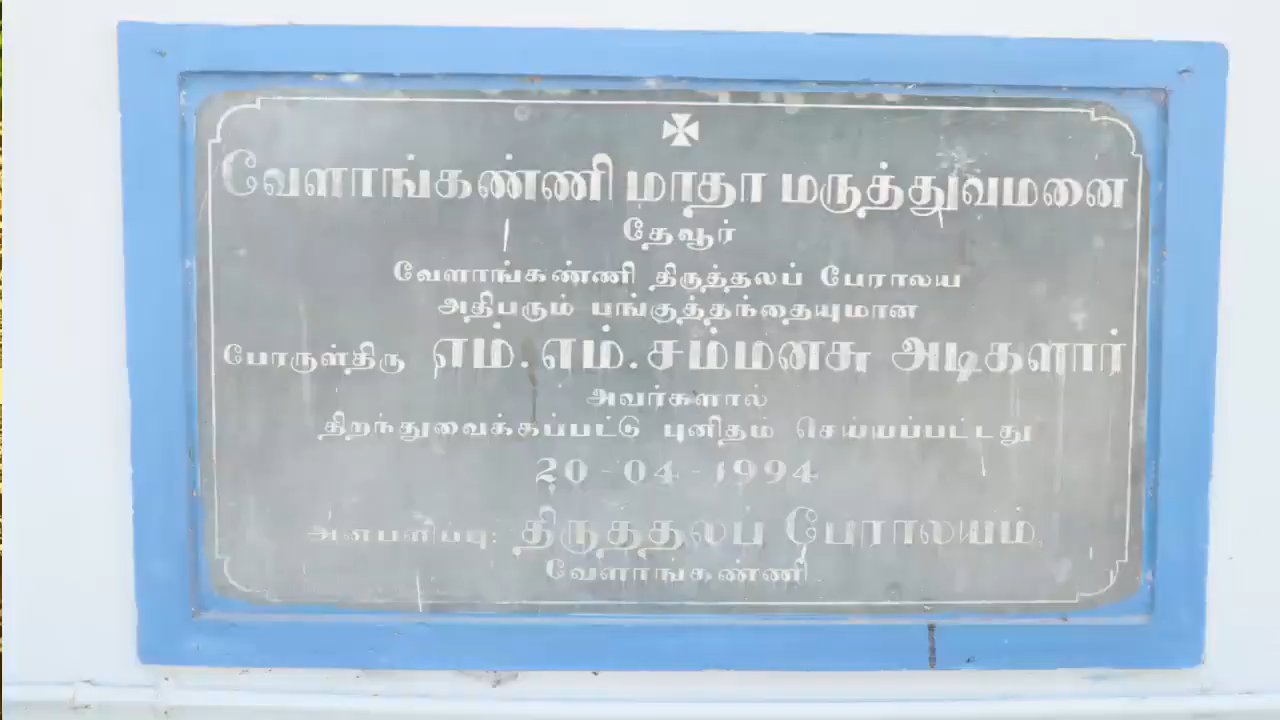 வேளாங்கண்ணி மாதா மருத்துவமனை
தேவூர்
வேளாங்கண்ணி திருத்தலப் பேராலய
அதிபரும் பங்குத்தந்தையுமான
பேரருள்திரு எம்.எம்.சம்மனசு அடிகளார்
அவர்களால்
திறந்துவைக்கப்பட்டு புனிதம் செய்யப்பட்டது
20-04-1994
அன்பளிப்பு: திருத்தலப் பேராலயம்,
வேளாங்கண்ணி.